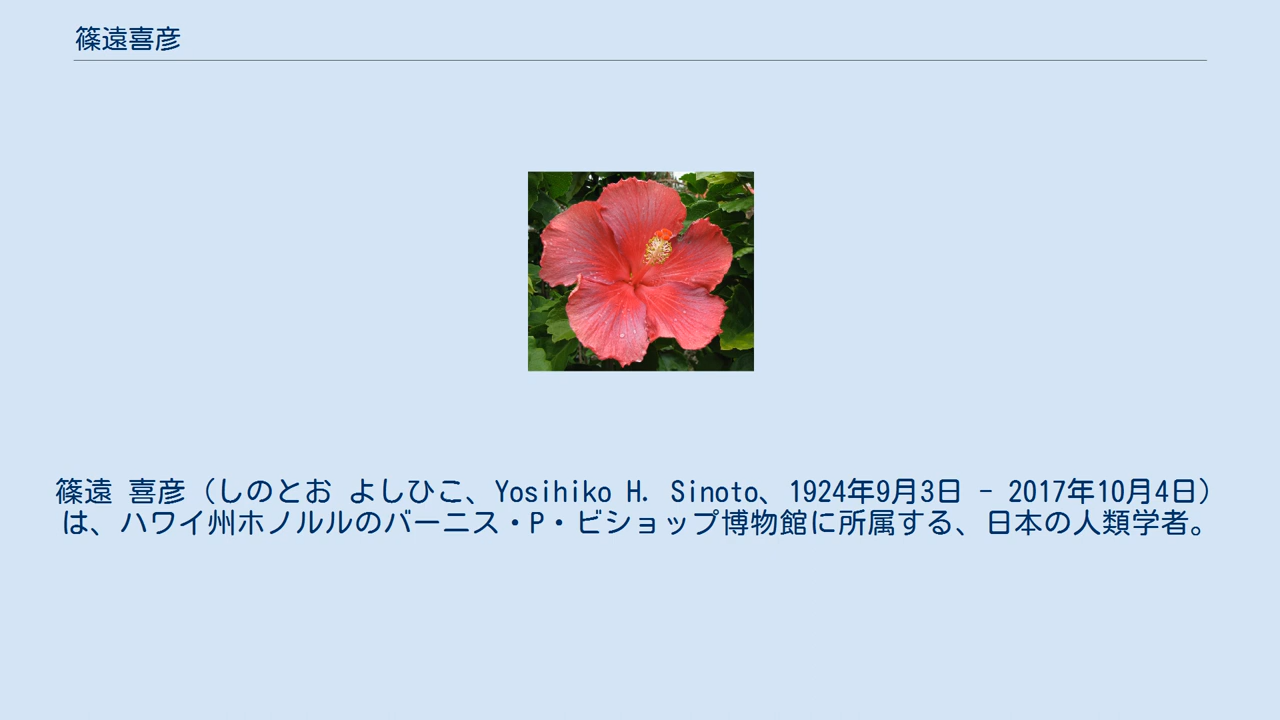 篠遠喜彦
篠遠 喜彦（しのとお よしひこ、Yosihiko H. Sinoto、1924年9月3日 - 2017年10月4日）
は、ハワイ州ホノルルのバーニス・P・ビショップ博物館に所属する、日本の人類学者。